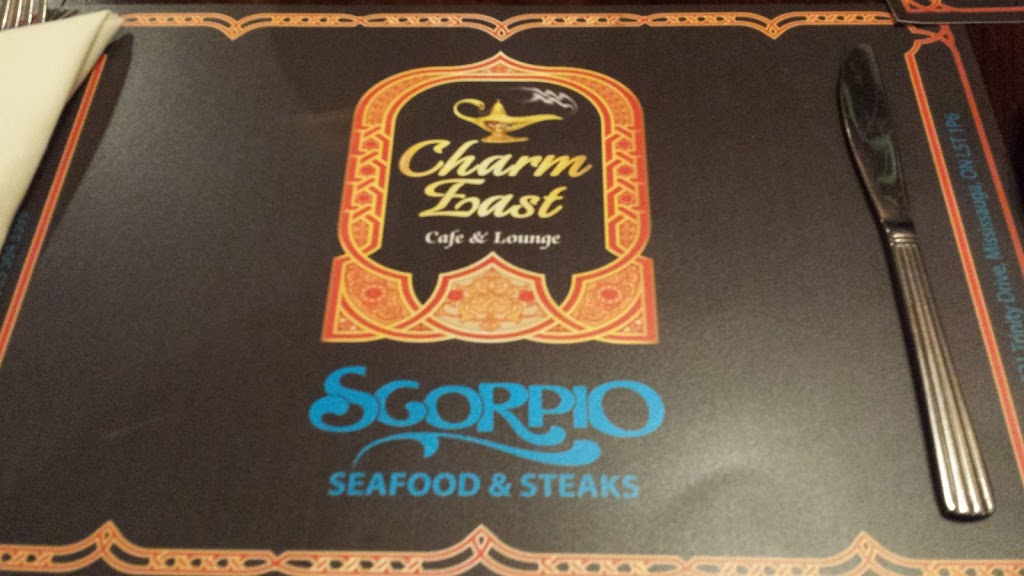 Charm
East
Cafe & Lounge
SCORPIO
SEAFOOD & STEAKS
Trinity Drive, Mississauga, ON L5T 1P6